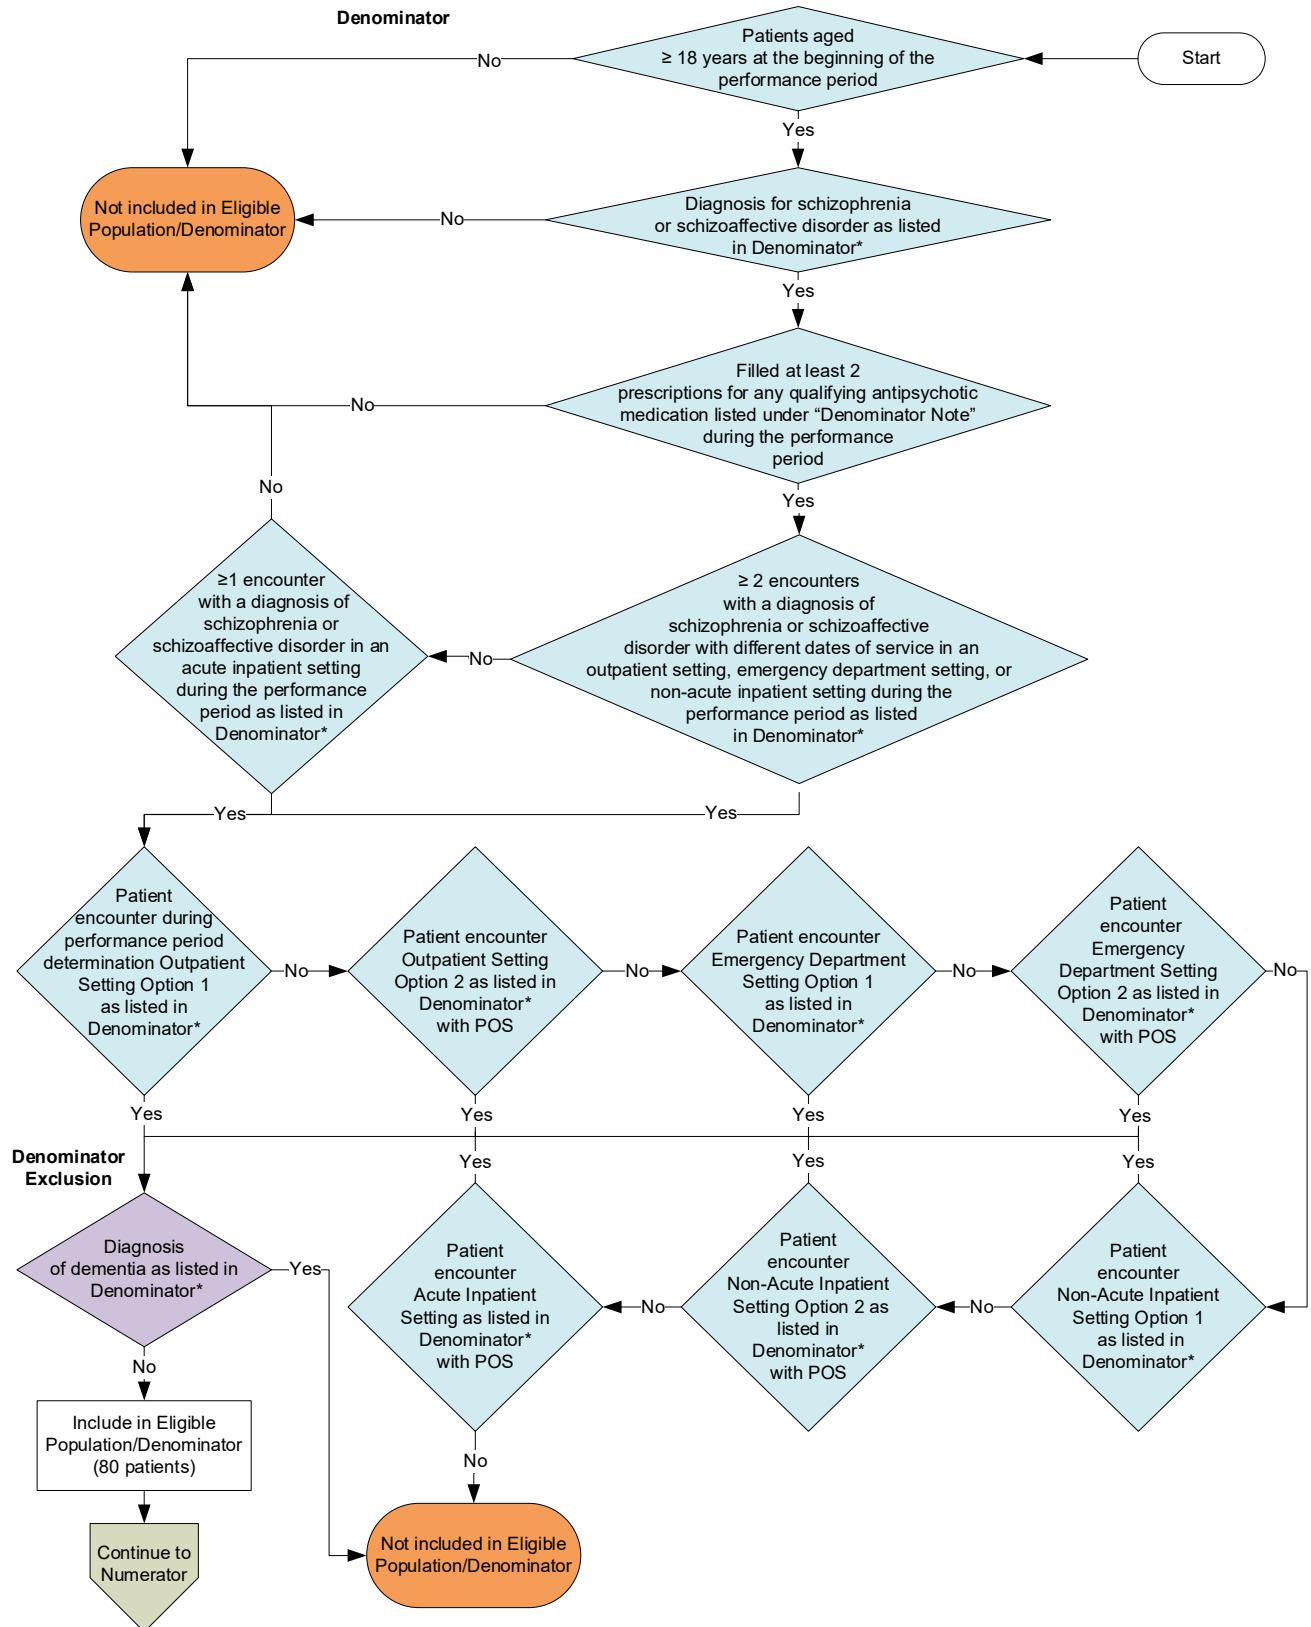 Denominator
Patients aged
≥ 18 years at the beginning of the
performance period
Start
No
Yes
Not included in Eligible
Population/Denominator
No
Diagnosis for schizophrenia
or schizoaffective disorder as listed
in Denominator*
Yes
Filled at least 2
prescriptions for any qualifying antipsychotic
medication listed under “Denominator Note”
during the performance
period
No
Yes
No
≥1 encounter
with a diagnosis of
schizophrenia or
schizoaffective disorder in an
acute inpatient setting
during the performance
period as listed in
Denominator*
No
≥ 2 encounters
with a diagnosis of
schizophrenia or schizoaffective
disorder with different dates of service in an
outpatient setting, emergency department setting, or
non-acute inpatient setting during the
performance period as listed
in Denominator*
Yes
Yes
Patient
encounter during
performance period
determination Outpatient
Setting Option 1
as listed in
Denominator*
No
Patient encounter
Outpatient Setting
Option 2 as listed in
Denominator*
with POS
No
Patient encounter
Emergency Department
Setting Option 1
as listed in
Denominator*
No
Patient
encounter
Emergency
Department Setting
Option 2 as listed in
Denominator*
with POS
No
Yes
Yes
Yes
Yes
Denominator
Exclusion
Yes
Yes
Yes
Diagnosis
of dementia as listed in
Denominator*
Yes
Patient
encounter
Acute Inpatient
Setting as listed in
Denominator*
with POS
No
Patient
encounter
Non-Acute Inpatient
Setting Option 2 as
listed in
Denominator*
with POS
No
Patient
encounter
Non-Acute Inpatient
Setting Option 1
as listed in
Denominator*
No
Include in Eligible
Population/Denominator
(80 patients)
No
Continue to
Numerator
Not included in Eligible
Population/Denominator